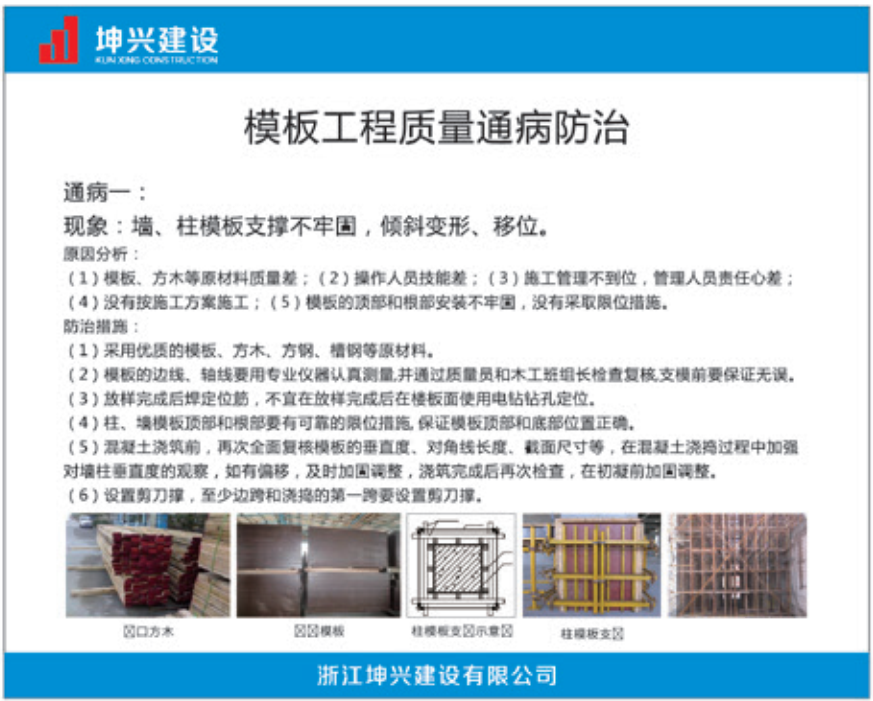 坤兴建设
KUN XING CONSTRUCTION
模板工程质量通病防治
通病一：
现象：墙、柱模板支撑不牢固，倾斜变形、移位。
原因分析：
（1）模板、方木等原材料质量差；（2）操作人员技能差；（3）施工管理不到位，管理人员责任心差；
（4）没有按施工方案施工；（5）模板的顶部和根部安装不牢固，没有采取限位措施。
防治措施：
（1）采用优质的模板、方木、方钢、槽钢等原材料。
（2）模板的边线、轴线要用专业仪器认真测量,并通过质量员和木工班组长检查复核,支模前要保证无误。
（3）放样完成后焊定位筋，不宜在放样完成后在楼板面使用电钻钻孔定位。
（4）柱、墙模板顶部和根部要有可靠的限位措施,保证模板顶部和底部位置正确。
（5）混凝土浇筑前，再次全面复核模板的垂直度、对角线长度、截面尺寸等，在混凝土浇捣过程中加强
对墙柱垂直度的观察，如有偏移，及时加固调整，浇筑完成后再次检查，在初凝前加固调整。
（6）设置剪刀撑，至少边跨和浇捣的第一跨要设置剪刀撑。
☒口方木
☒☒模板
柱模板支☒示意☒
柱模板支☒
浙江坤兴建设有限公司